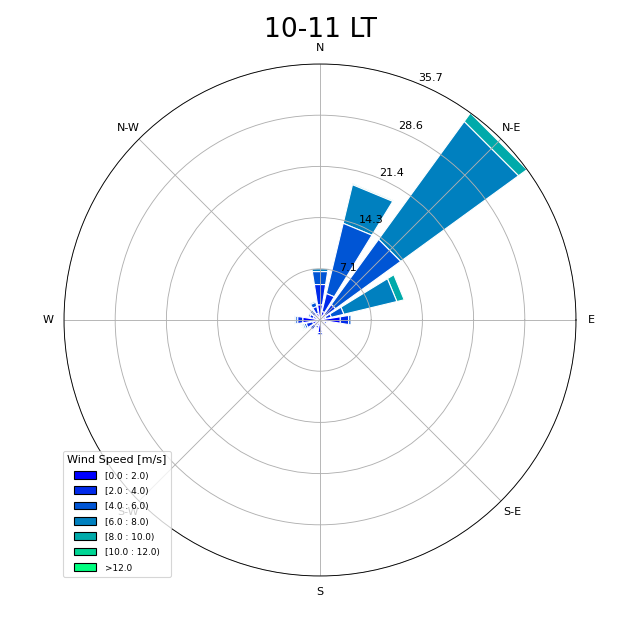 10-11 LT
N
35.7
N-W
28.6
N-E
21.4
14.3
7.1
W
E
Wind Speed [m/s]
[0.0 : 2.0)
[2.0 : 4.0)
[4.0 : 6.0)
[6.0 : 8.0)
[8.0 : 10.0)
[10.0 : 12.0)
>12.0
S-W
S-E
S